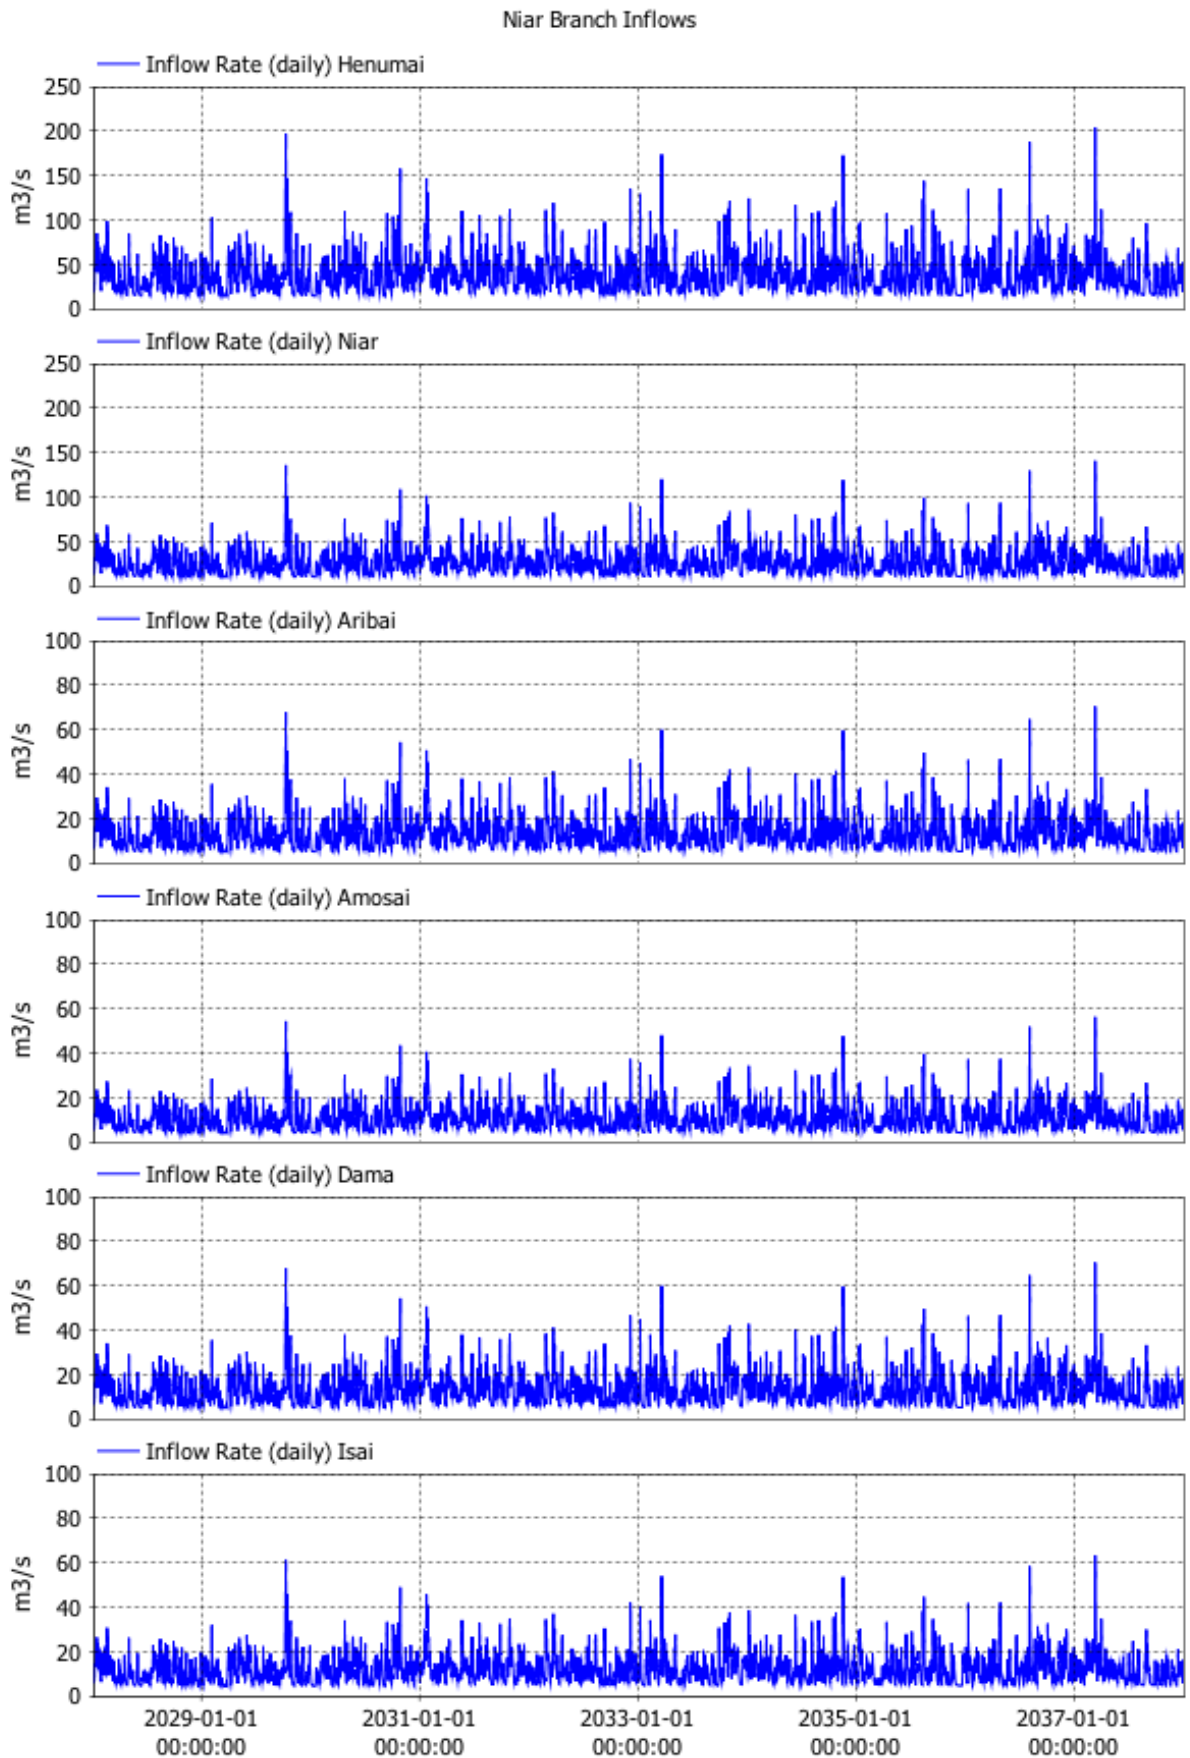 Niar Branch Inflows
Inflow Rate (daily) Henumai
250
200
150
100
50
0
m3/s
Inflow Rate (daily) Niar
250
200
150
100
50
0
m3/s
Inflow Rate (daily) Aribai
100
80
60
40
20
0
m3/s
Inflow Rate (daily) Amosai
100
80
60
40
20
0
m3/s
Inflow Rate (daily) Dama
100
80
60
40
20
0
m3/s
Inflow Rate (daily) Isai
100
80
60
40
20
0
m3/s
2029-01-01 2031-01-01 2033-01-01 2035-01-01 2037-01-01
00:00:00 00:00:00 00:00:00 00:00:00 00:00:00